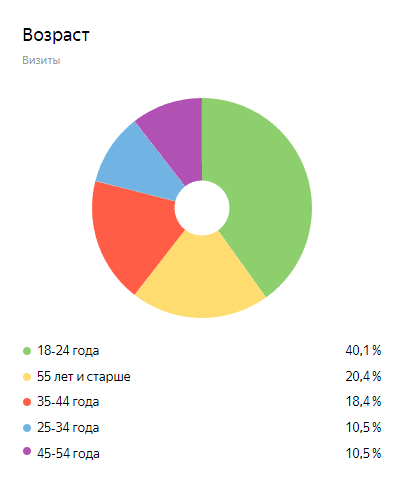 Возраст
Визиты
18-24 года 40,1 %
55 лет и старше 20,4 %
35-44 года 18,4 %
25-34 года 10,5 %
45-54 года 10,5 %